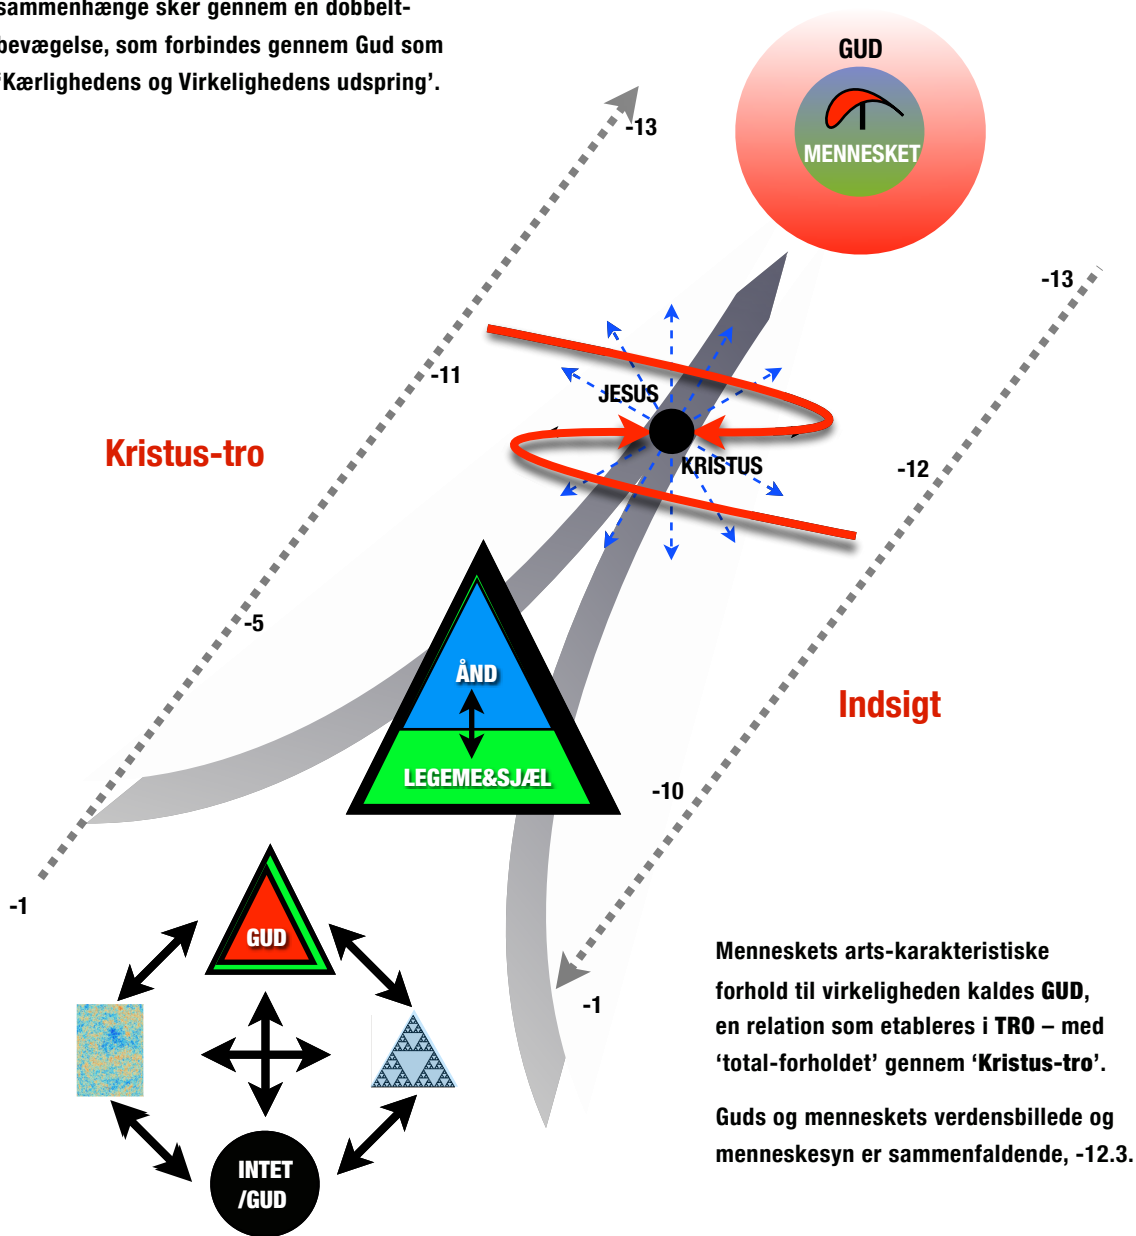 sammenhænge sker gennem en dobbelt-
bevægelse, som forbindes gennem Gud som
'Kærlighedens og Virkelighedens udspring'.
GUD
MENNESKET
-13
-13
-11
JESUS
KRISTUS
Kristus-tro
-12
-5
ÅND
Indsigt
LEGEME&SJÆL
-10
-1
GUD
-1
INTET
/GUD
Menneskets arts-karakteristiske
forhold til virkeligheden kaldes GUD,
en relation som etableres i TRO – med
'total-forholdet' gennem 'Kristus-tro'.
Guds og menneskets verdensbillede og
menneskesyn er sammenfaldende, -12.3.